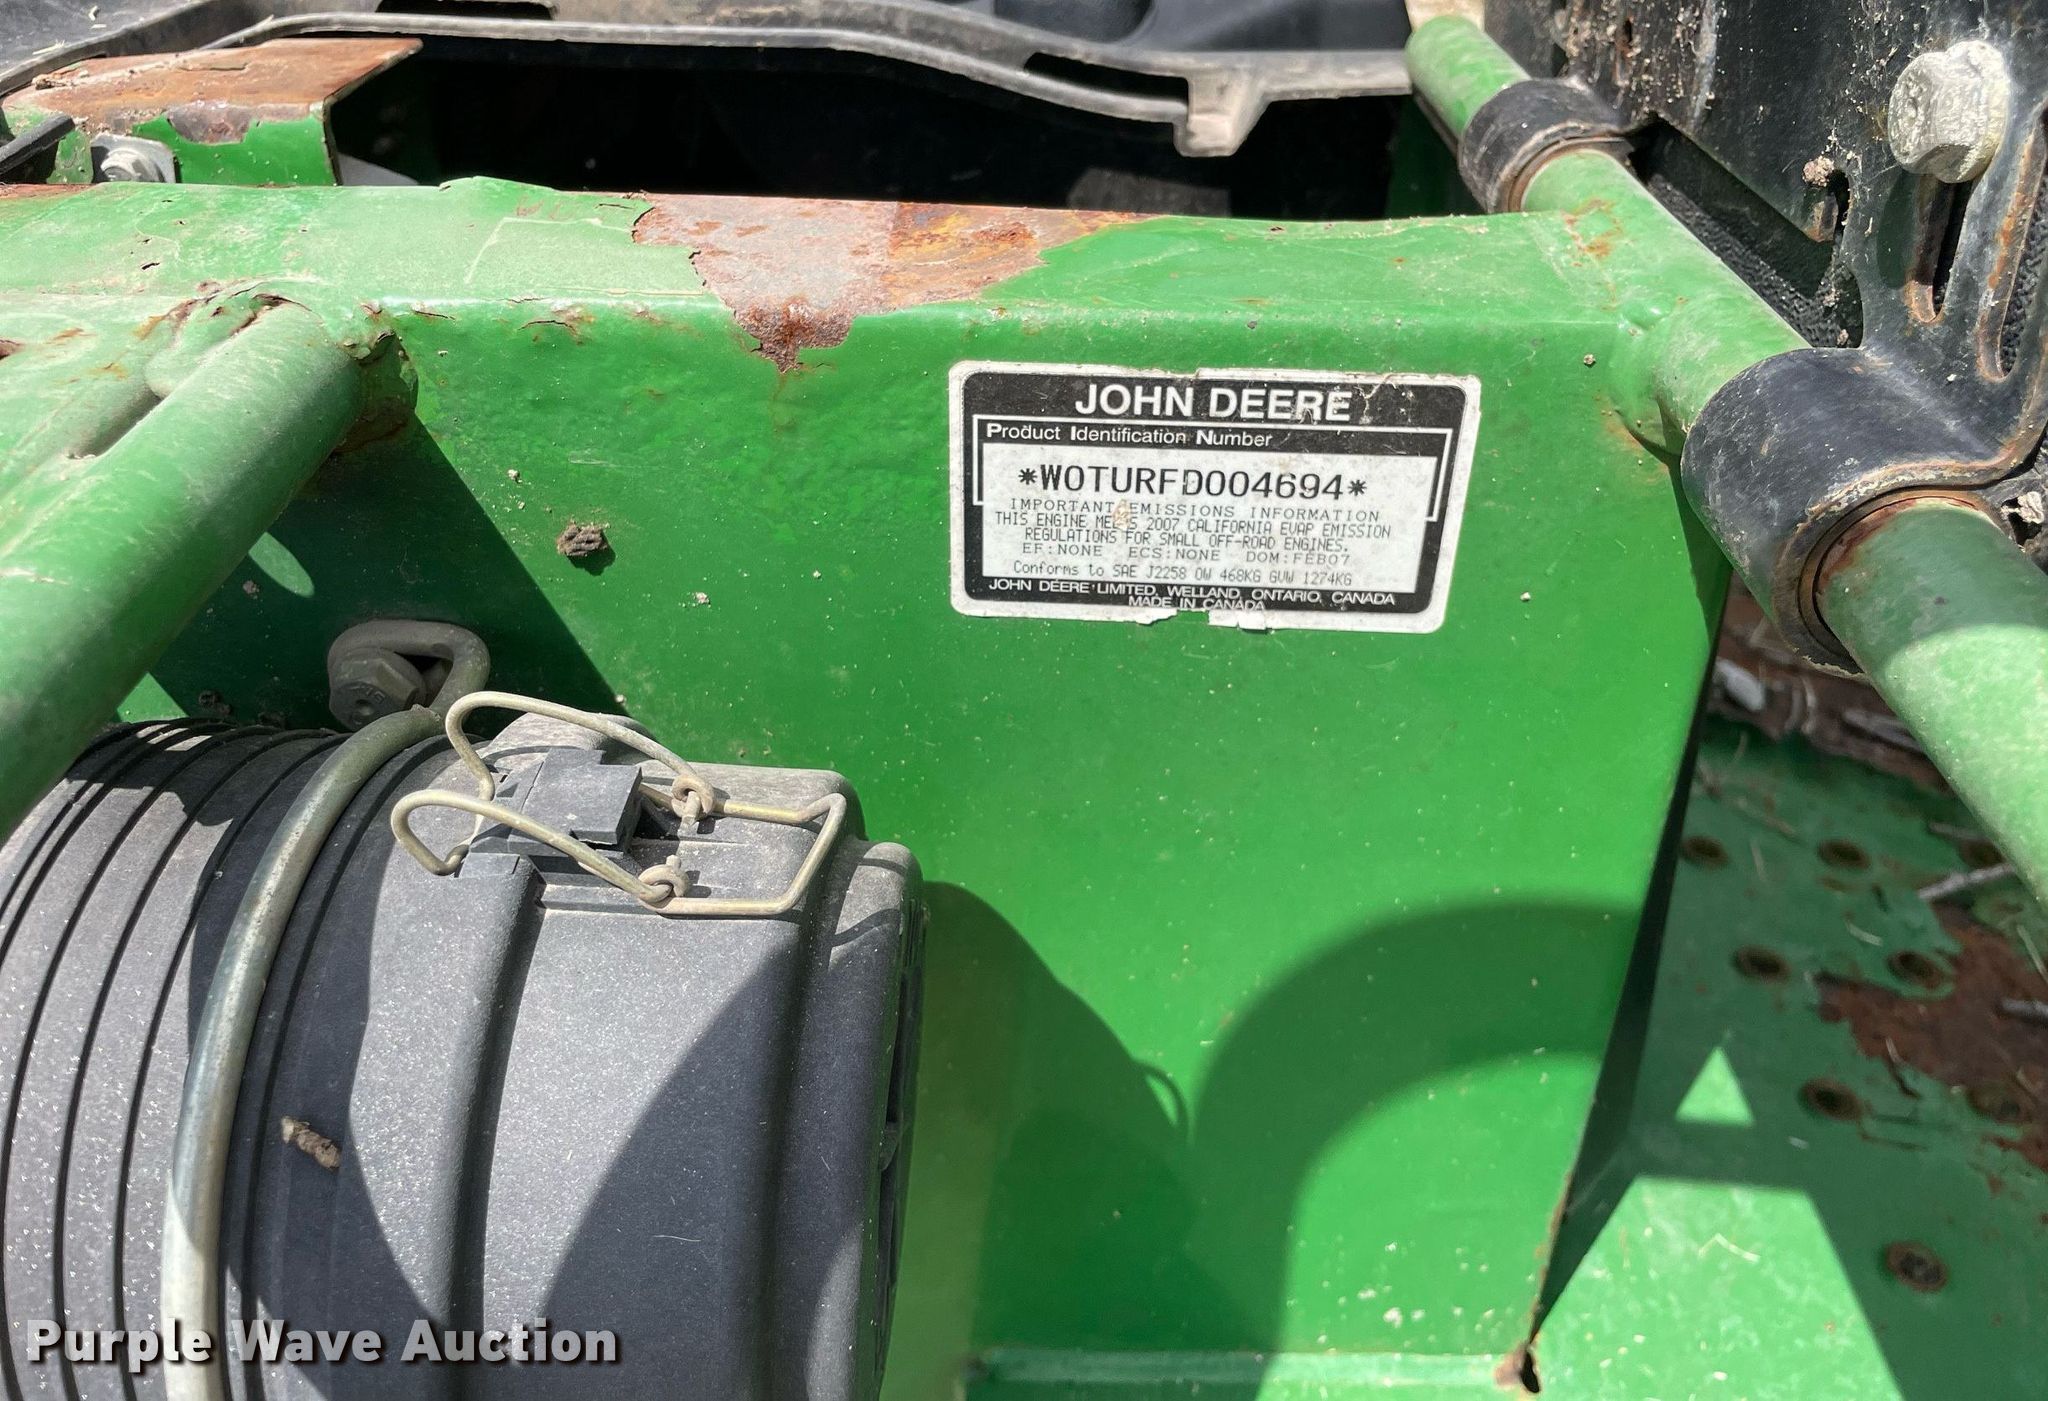 JOHN DEERE
Product Identification Number
*W0TURFD004694*
IMPORTANT EMISSIONS INFORMATION
THIS ENGINE MEETS 2007 CALIFORNIA EVAP EMISSION
REGULATIONS FOR SMALL OFF-ROAD ENGINES.
EF:NONE ECS:NONE DOM:FEB07
Conforms to SAE J2258 OW 468KG GVW 1274KG
JOHN DEERE LIMITED, WELLAND, ONTARIO, CANADA
MADE IN CANADA
Purple Wave Auction